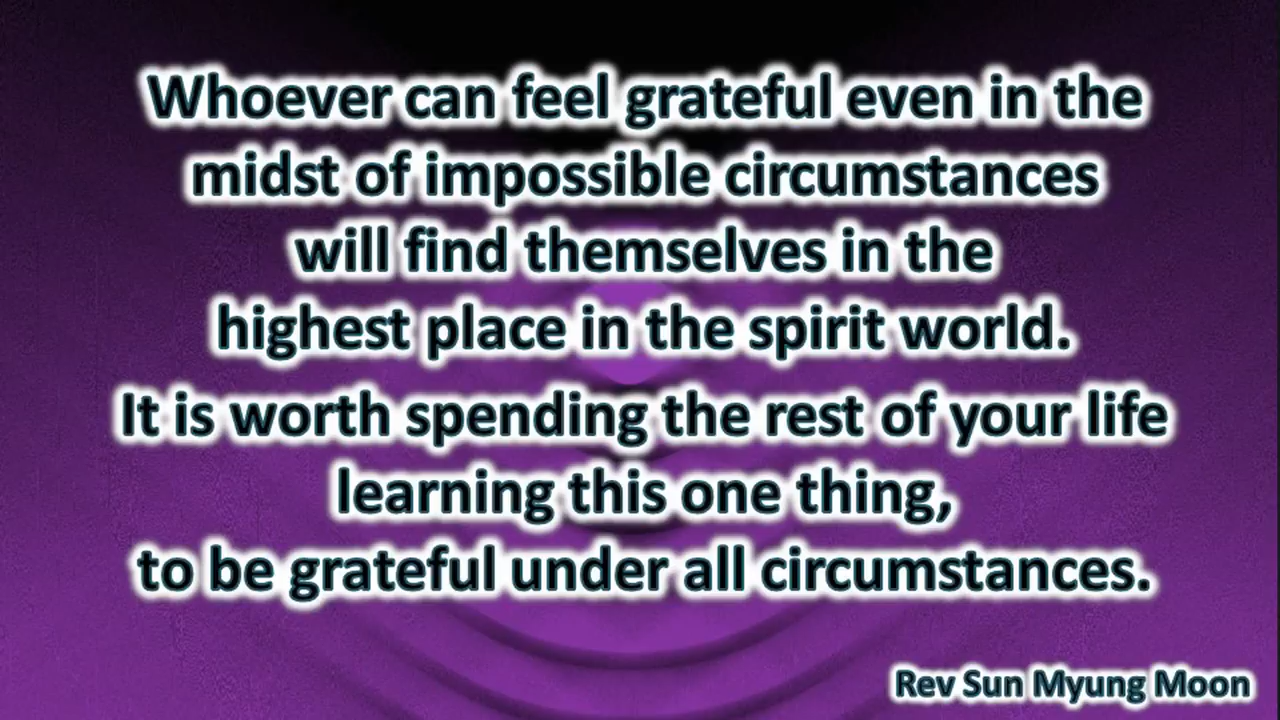 Whoever can feel grateful even in the
midst of impossible circumstances
will find themselves in the
highest place in the spirit world.
It is worth spending the rest of your life
learning this one thing,
to be grateful under all circumstances.
Rev Sun Myung Moon